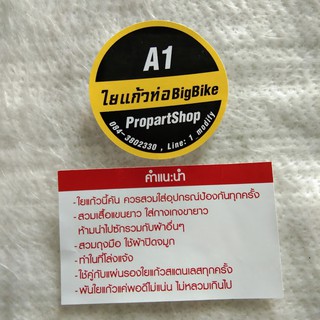 A1
ใยแก้วท่อBigBike
PropartShop
084-3602330 , Line: 1 modify
คำแนะนำ
-ใยแก้วนี้คัน ควรสวมใส่อุปกรณ์ป้องกันทุกครั้ง
-สวมเสื้อแขนยาว ใส่กางเกงขายาว
ห้ามนำไปซักรวมกับผ้าอื่นๆ
-สวมถุงมือ ใช้ผ้าปิดจมูก
-ทำในที่โล่งแจ้ง
-ใช้คู่กับแผ่นรองใยแก้วสแตนเลสทุกครั้ง
-พันใยแก้วแค่พอดีไม่แน่น ไม่หลวมเกินไป